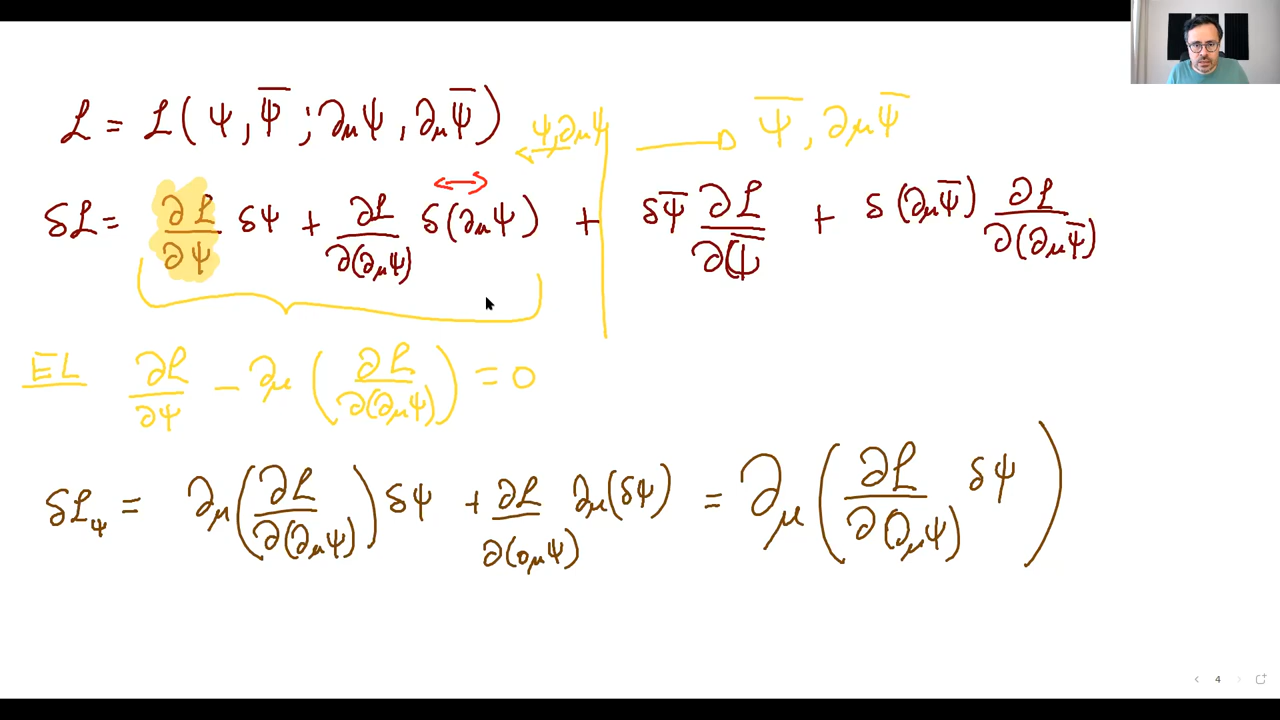 ℒ = ℒ( Ψ, Ψ̅ ; ∂μΨ, ∂μΨ̅ )
Ψ, ∂μΨ ← | → Ψ̅, ∂μΨ̅
δℒ = ∂ℒ/∂Ψ δΨ + ∂ℒ/∂(∂μΨ) δ(∂μΨ) + δΨ̅ ∂ℒ/∂(Ψ̅ + δ(∂μΨ̅) ∂ℒ/∂(∂μΨ̅)
EL ∂ℒ/∂Ψ − ∂μ ( ∂ℒ/∂(∂μΨ) ) = 0
δℒΨ = ∂μ( ∂ℒ/∂(∂μΨ) ) δΨ + ∂ℒ/∂(∂μΨ) ∂μ(δΨ) = ∂μ ( ∂ℒ/∂(∂μΨ) δΨ )
4